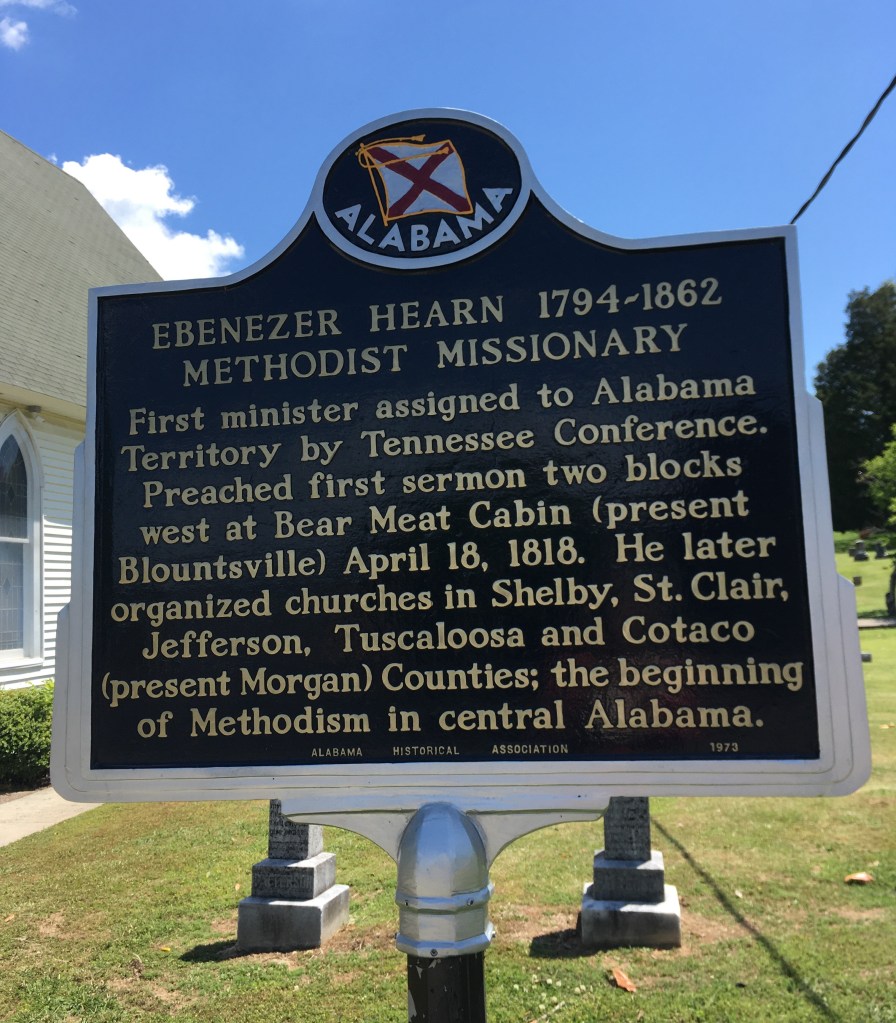 ALABAMA
EBENEZER HEARN 1794-1862
METHODIST MISSIONARY
First minister assigned to Alabama
Territory by Tennessee Conference.
Preached first sermon two blocks
west at Bear Meat Cabin (present
Blountsville) April 18, 1818. He later
organized churches in Shelby, St. Clair,
Jefferson, Tuscaloosa and Cotaco
(present Morgan) Counties; the beginning
of Methodism in central Alabama.
ALABAMA HISTORICAL ASSOCIATION 1973